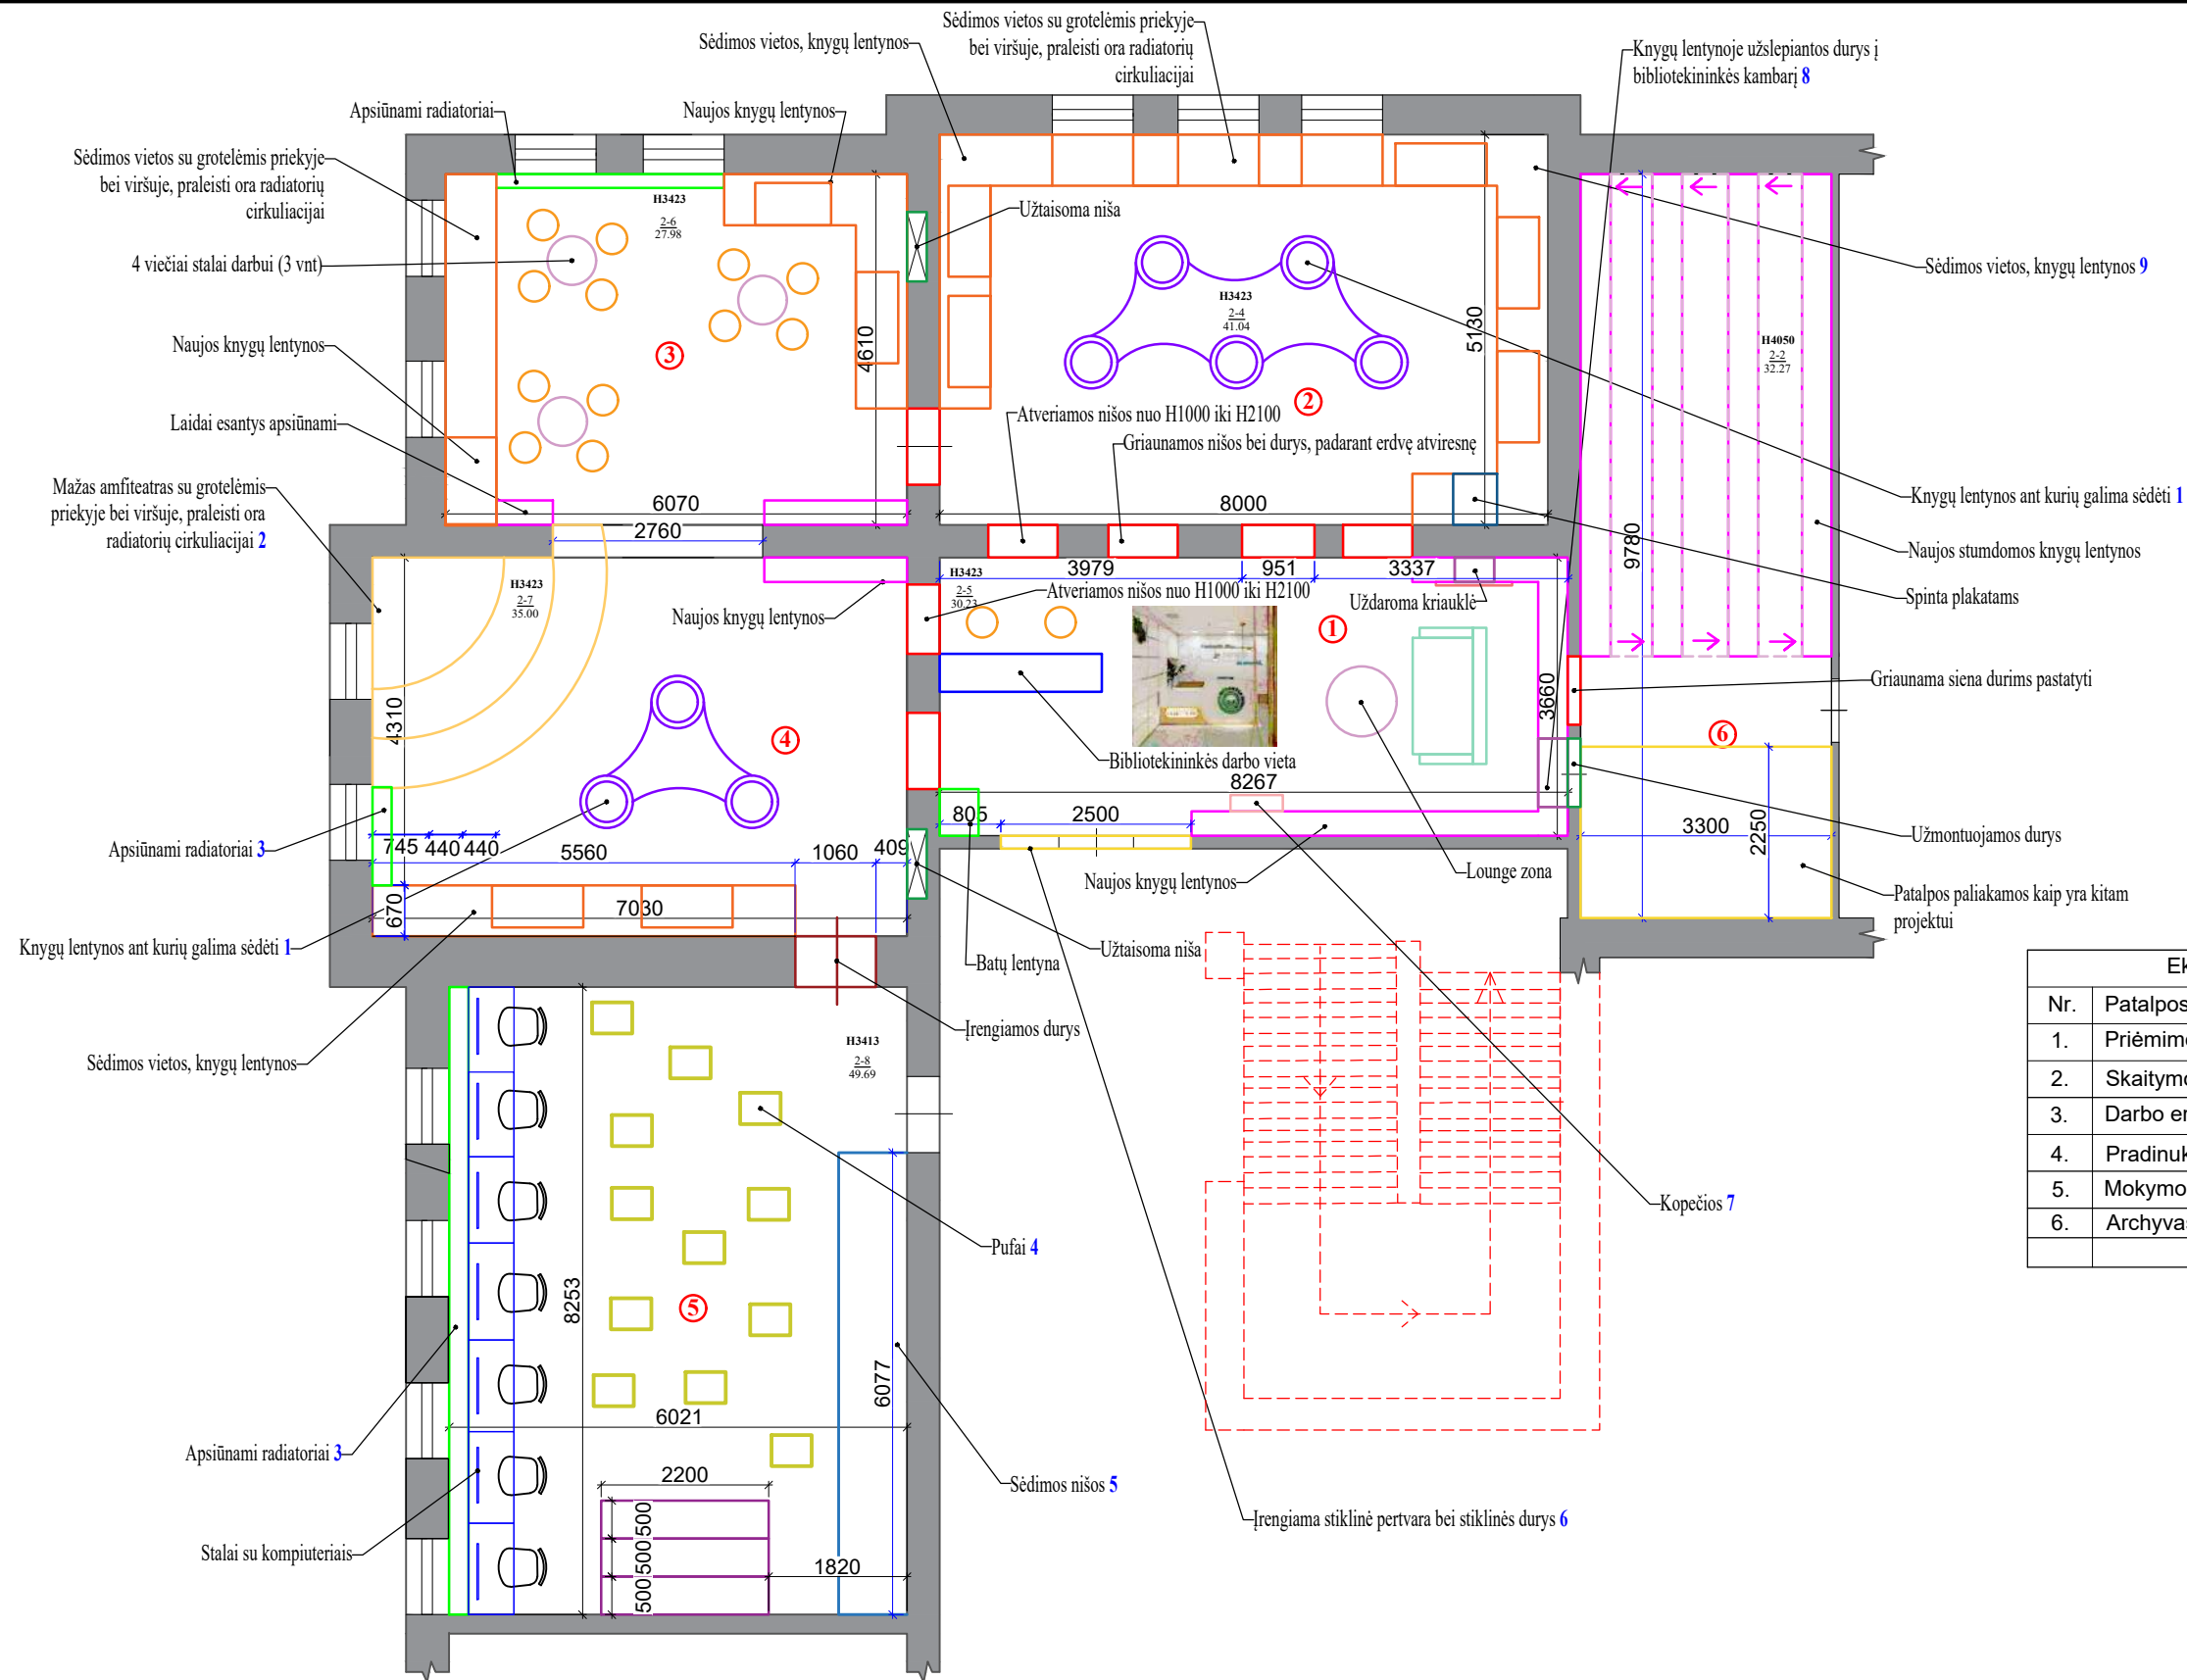 Sėdimos vietos su grotelėmis priekyje
bei viršuje, praleisti ora radiatorių
cirkuliacijai
Sėdimos vietos, knygų lentynos
Knygų lentynoje užslepiantos durys į
bibliotekininkės kambarį 8
Apsiūnami radiatoriai
Naujos knygų lentynos
Sėdimos vietos su grotelėmis priekyje
bei viršuje, praleisti ora radiatorių
cirkuliacijai
4 viečiai stalai darbui (3 vnt)
Naujos knygų lentynos
Laidai esantys apsiūnami
Mažas amfiteatras su grotelėmis
priekyje bei viršuje, praleisti ora
radiatorių cirkuliacijai 2
H3423
2-6
27.98
3
4610
6070
2760
Užtaisoma niša
H3423
2-4
41.04
2
5130
8000
Atveriamos nišos nuo H1000 iki H2100
Griaunamos nišos bei durys, padarant erdvę atviresnę
H4050
2-2
32.27
9780
Sėdimos vietos, knygų lentynos 9
Knygų lentynos ant kurių galima sėdėti 1
Naujos stumdomos knygų lentynos
Spinta plakatams
Griaunama siena durims pastatyti
Užmontuojamos durys
Patalpos paliakamos kaip yra kitam
projektui
6
3300
2250
H3423
2-7
35.00
4310
4
Naujos knygų lentynos
745
440
440
5560
1060
409
670
7030
Apsiūnami radiatoriai 3
Knygų lentynos ant kurių galima sėdėti 1
Sėdimos vietos, knygų lentynos
H3423
2-5
30.23
3979
951
3337
Atveriamos nišos nuo H1000 iki H2100
Uždaroma kriauklė
1
3660
Bibliotekininkės darbo vieta
8267
805
2500
Naujos knygų lentynos
Lounge zona
Užtaisoma niša
Batų lentyna
Įrengiamos durys
H3413
2-8
49.69
Pufai 4
Kopečios 7
5
8253
6077
6021
2200
500
500
500
1820
Apsiūnami radiatoriai 3
Stalai su kompiuteriais
Sėdimos nišos 5
Įrengiama stiklinė pertvara bei stiklinės durys 6
Nr.
Patalpos
1.
2.
3.
Darbo
4.
5.
Mokymo
6.